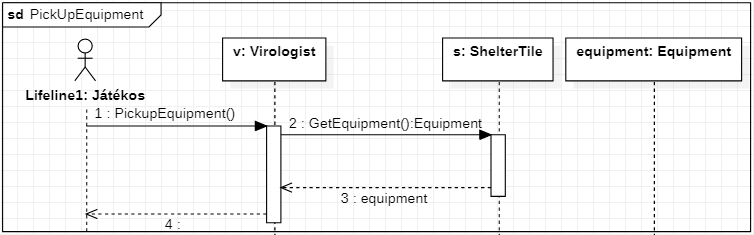 sd PickUpEquipment
v: Virologist
s: ShelterTile
equipment: Equipment
Lifeline1: Játékos
1 : PickupEquipment()
2 : GetEquipment():Equipment
3 : equipment
4 :